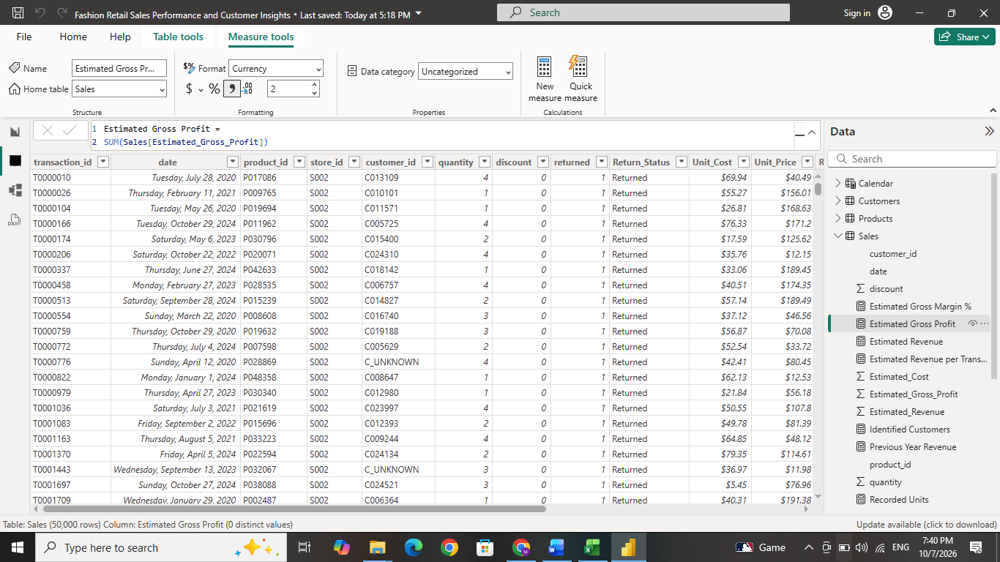 Fashion Retail Sales Performance and Customer Insights • Last saved: Today at 5:18 PM
Search
Sign in
File Home Help Table tools Measure tools
Share
Name Estimated Gross Pr...
Home table Sales
Structure
$% Format Currency
$ % 9 2
Formatting
Data category Uncategorized
Properties
New measure
Quick measure
Calculations
1 Estimated Gross Profit =
2 SUM(Sales[Estimated_Gross_Profit])
transaction_id date product_id store_id customer_id quantity discount returned Return_Status Unit_Cost Unit_Price R
T0000010 Tuesday, July 28, 2020 P017086 S002 C013109 4 0 1 Returned $69.94 $40.49
T0000026 Thursday, February 11, 2021 P009765 S002 C010101 1 0 1 Returned $55.27 $156.01
T0000104 Tuesday, May 26, 2020 P019694 S002 C011571 1 0 1 Returned $26.81 $168.63
T0000166 Tuesday, October 29, 2024 P011962 S002 C005725 4 0 1 Returned $76.33 $171.2
T0000174 Saturday, May 6, 2023 P030796 S002 C015400 2 0 1 Returned $17.59 $125.62
T0000206 Saturday, October 22, 2022 P020071 S002 C024310 4 0 1 Returned $35.76 $12.15
T0000337 Thursday, June 27, 2024 P042633 S002 C018142 1 0 1 Returned $33.06 $189.45
T0000458 Monday, February 27, 2023 P028535 S002 C006757 4 0 1 Returned $40.51 $174.35
T0000513 Saturday, September 28, 2024 P015239 S002 C014827 2 0 1 Returned $57.14 $189.49
T0000554 Sunday, March 22, 2020 P008608 S002 C016740 3 0 1 Returned $37.12 $46.56
T0000759 Thursday, October 29, 2020 P019632 S002 C019188 3 0 1 Returned $56.87 $70.08
T0000772 Thursday, July 4, 2024 P007598 S002 C005629 2 0 1 Returned $52.54 $33.72
T0000776 Sunday, April 12, 2020 P028869 S002 C_UNKNOWN 4 0 1 Returned $42.41 $80.45
T0000822 Monday, January 1, 2024 P048358 S002 C008647 1 0 1 Returned $62.13 $12.53
T0000979 Thursday, April 27, 2023 P030340 S002 C012980 1 0 1 Returned $21.84 $56.18
T0001036 Saturday, July 3, 2021 P021619 S002 C023997 4 0 1 Returned $50.55 $107.8
T0001083 Friday, September 2, 2022 P015696 S002 C012393 2 0 1 Returned $49.78 $81.39
T0001163 Thursday, August 5, 2021 P033223 S002 C009244 4 0 1 Returned $64.85 $48.12
T0001370 Friday, April 5, 2024 P022594 S002 C024134 2 0 1 Returned $79.35 $114.61
T0001443 Wednesday, September 13, 2023 P032067 S002 C_UNKNOWN 3 0 1 Returned $36.97 $11.98
T0001697 Sunday, October 27, 2024 P038088 S002 C024521 3 0 1 Returned $5.45 $76.96
T0001709 Wednesday, January 29, 2020 P002487 S002 C006364 1 0 1 Returned $40.31 $191.38
DAX
Data
Search
Calendar
Customers
Products
Sales
customer_id
date
discount
Estimated Gross Margin %
Estimated Gross Profit
Estimated Revenue
Estimated Revenue per Trans...
Estimated_Cost
Estimated_Gross_Profit
Estimated_Revenue
Identified Customers
Previous Year Revenue
product_id
quantity
Recorded Units
Table: Sales (50,000 rows) Column: Estimated Gross Profit (0 distinct values)
Update available (click to download)
Type here to search
Game
ENG
7:40 PM
10/7/2026